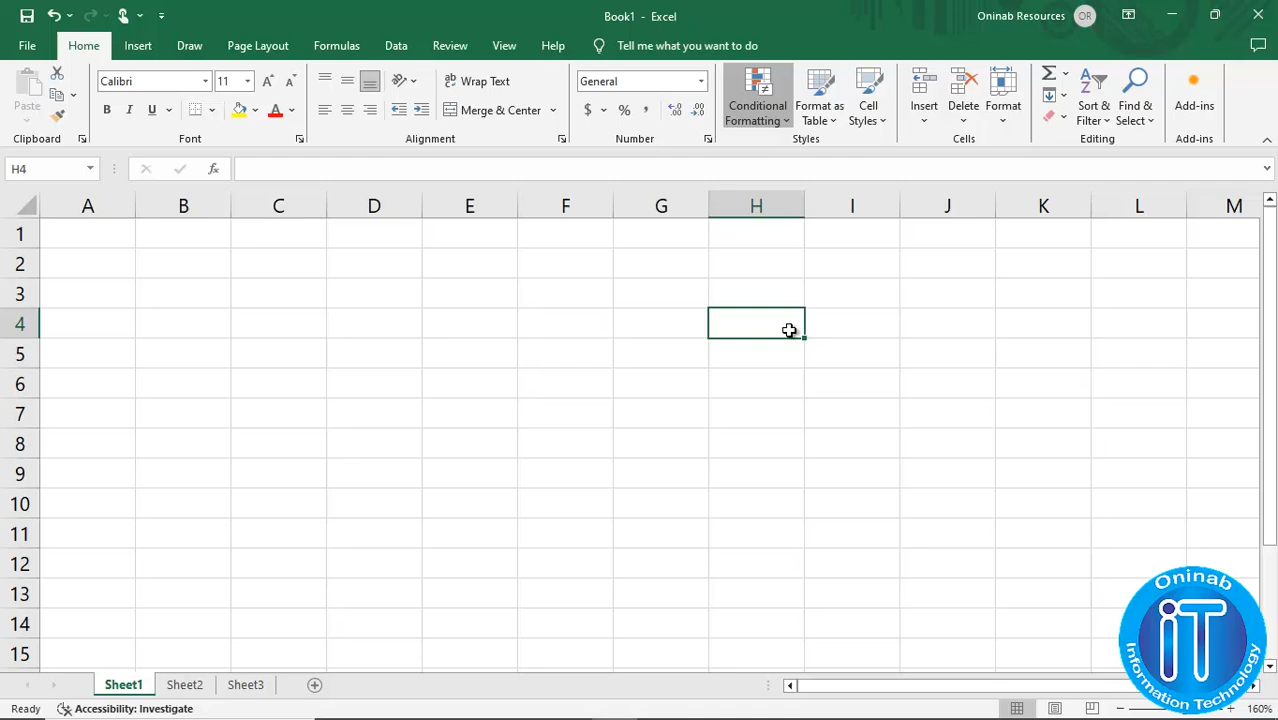 Book1 - Excel
Oninab Resources
OR
File
Home
Insert
Draw
Page Layout
Formulas
Data
Review
View
Help
Tell me what you want to do
Paste
Clipboard
Calibri
11
B
I
U
Font
Wrap Text
Merge & Center
Alignment
General
$
%
Number
Conditional
Formatting
Format as
Table
Cell
Styles
Styles
Insert
Delete
Format
Cells
Sort &
Filter
Find &
Select
Editing
Add-ins
Add-ins
H4
fx
A B C D E F G H I J K L M
1
2
3
4
5
6
7
8
9
10
11
12
13
14
15
Oninab
iT
Information Technology
Sheet1
Sheet2
Sheet3
Ready
Accessibility: Investigate
160%